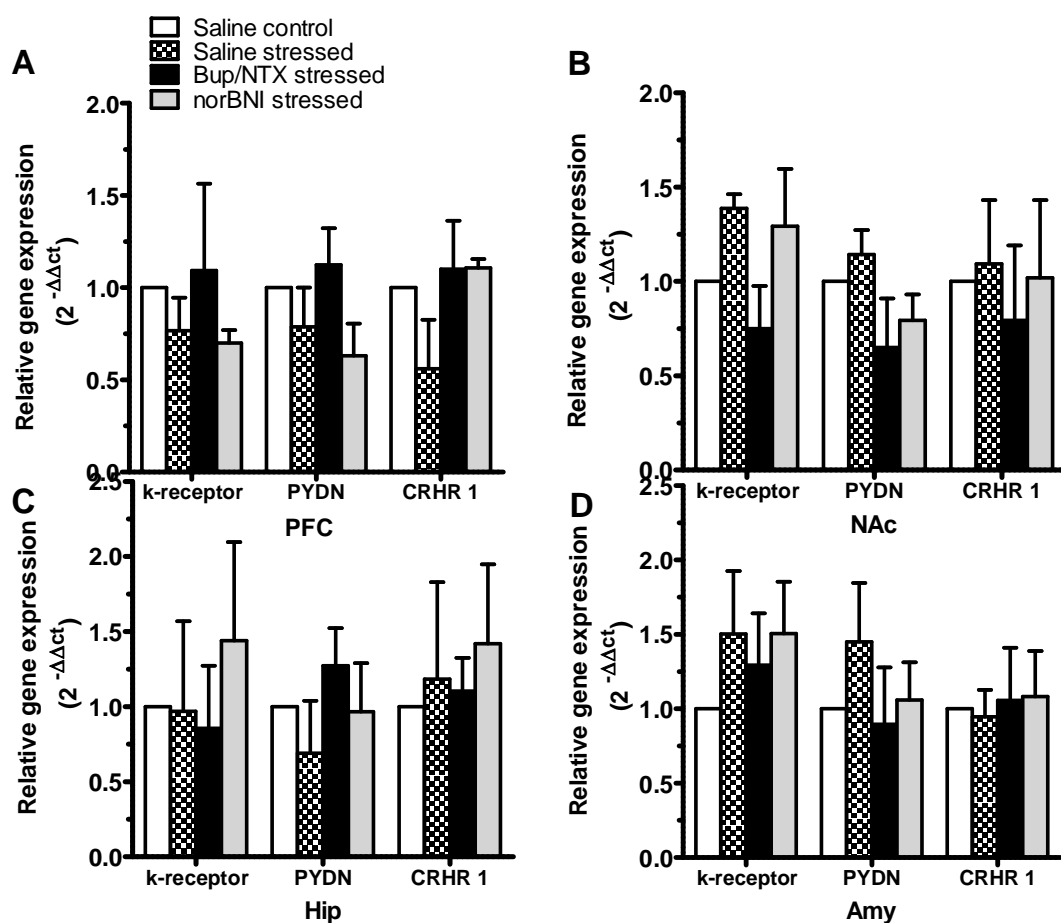 Saline control
Saline stressed
Bup/NTX stressed
norBNI stressed
A
2.0
1.5
1.0
0.5
0.0
Relative gene expression
(2 -ΔΔct)
k-receptor PYDN CRHR 1
PFC
B
2.0
1.5
1.0
0.5
0.0
Relative gene expression
(2 -ΔΔct)
k-receptor PYDN CRHR 1
NAc
C
2.5
2.0
1.5
1.0
0.5
0.0
Relative gene expression
(2 -ΔΔct)
k-receptor PYDN CRHR 1
Hip
D
2.5
2.0
1.5
1.0
0.5
0.0
Relative gene expression
(2 -ΔΔct)
k-receptor PYDN CRHR 1
Amy